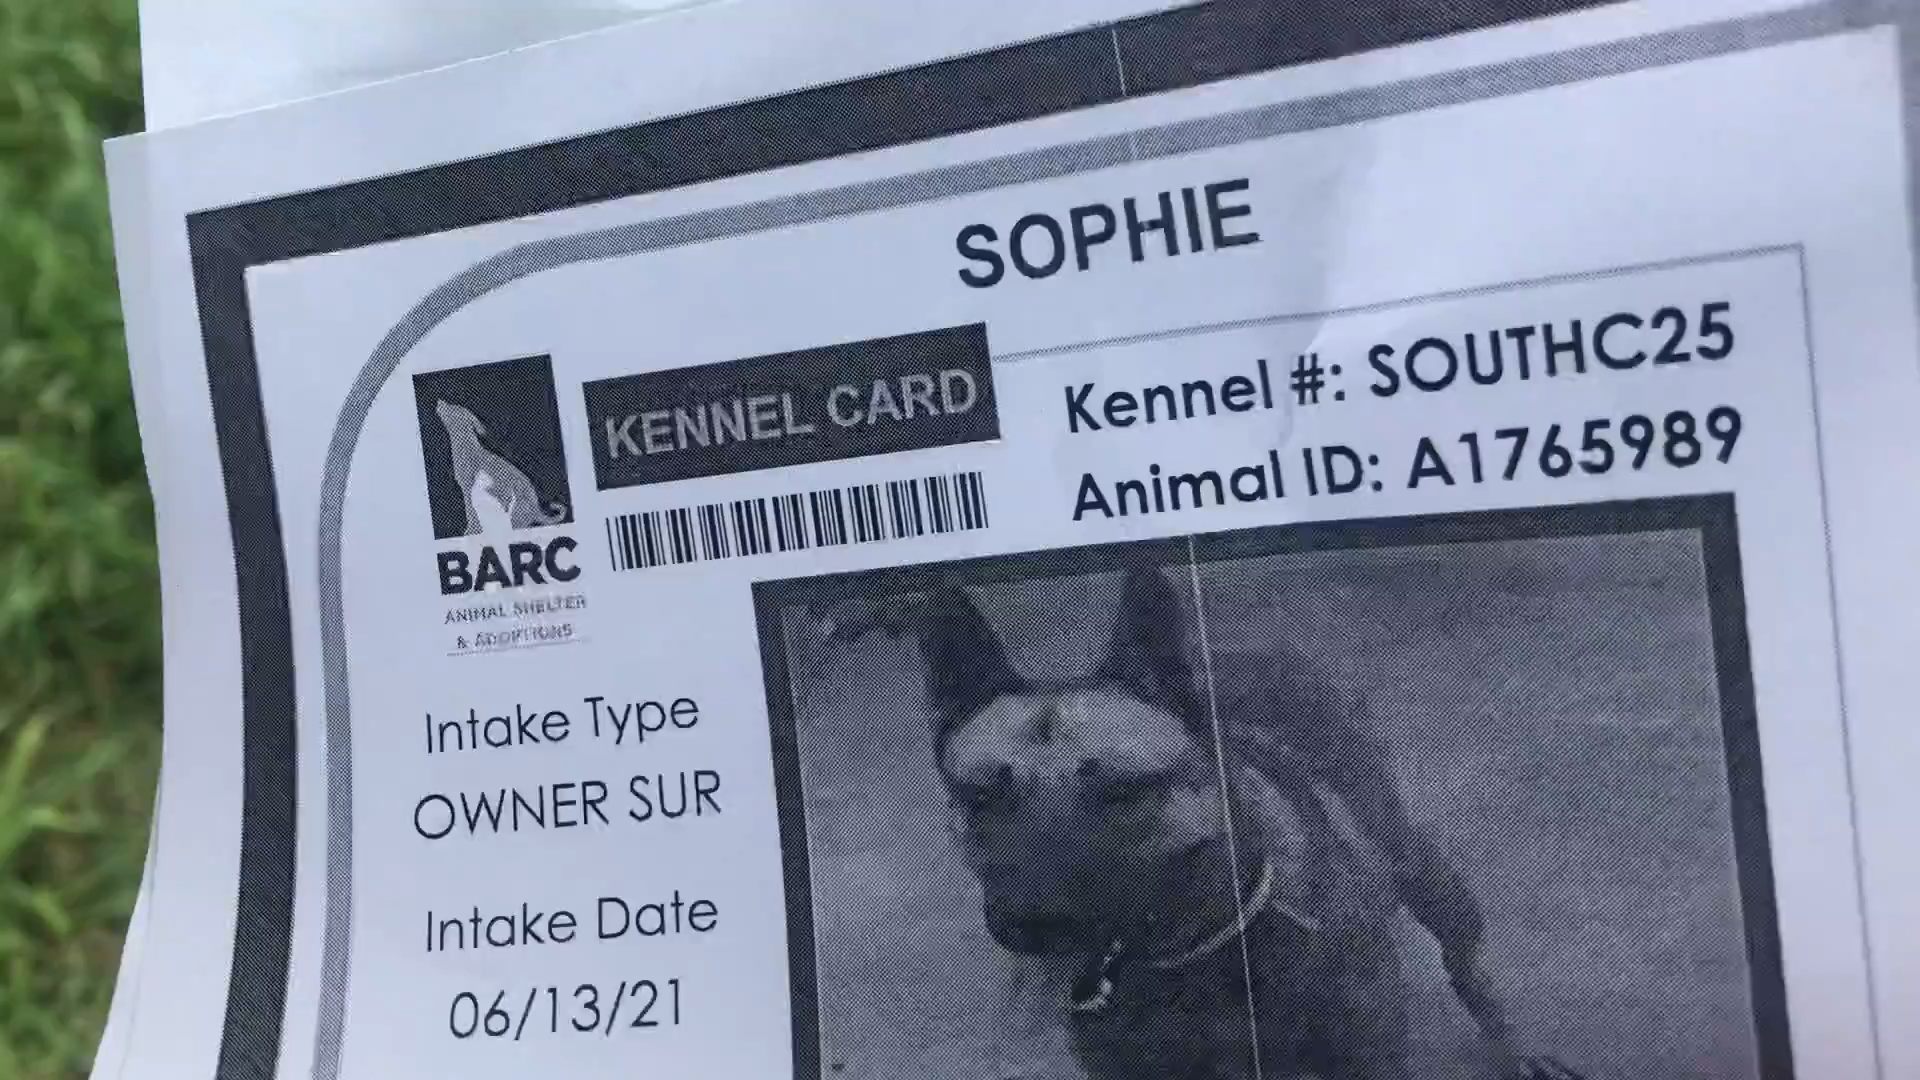 SOPHIE
KENNEL CARD
Kennel #: SOUTHC25
Animal ID: A1765989
BARC
ANIMAL SHELTER
& ADOPTIONS
Intake Type
OWNER SUR
Intake Date
06/13/21